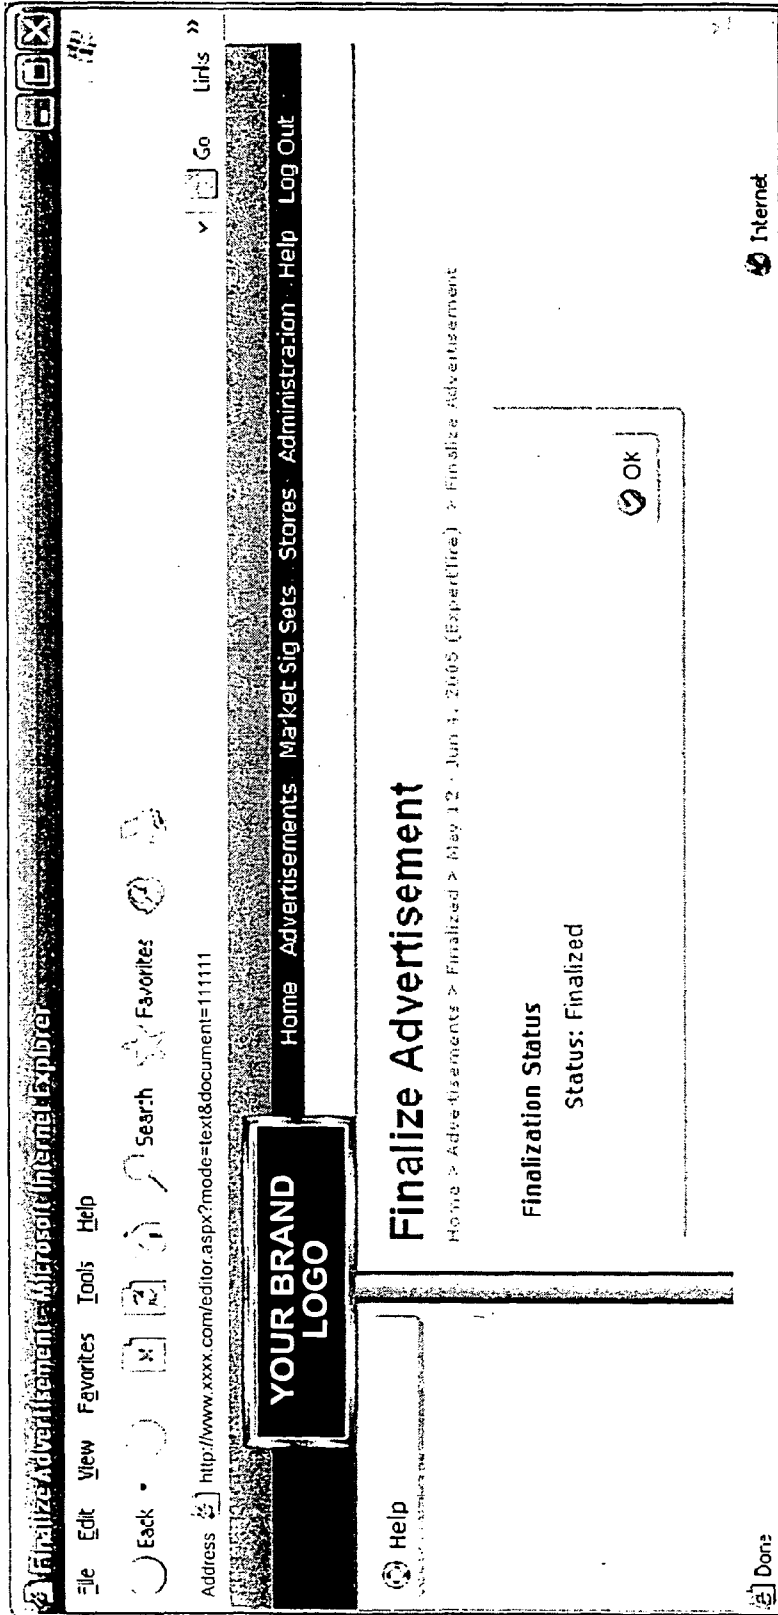 Finalize Advertisement - Microsoft Internet Explorer
File Edit View Favorites Tools Help
Back Search Favorites
Address http://www.xxxx.com/editor.aspx?mode=text&document=111111 Go Links »
YOUR BRAND
LOGO
Home Advertisements Market Sig Sets Stores Administration Help Log Out
Help
Finalize Advertisement
Home > Advertisements > Finalized > May 12 - Jun 4, 2005 (ExpertTire) > Finalize Advertisement
Finalization Status
Status: Finalized
OK
Done Internet